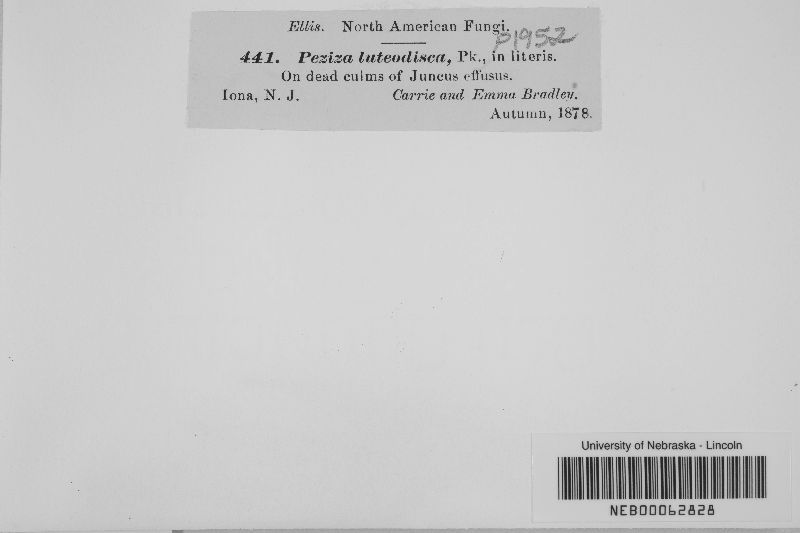 Ellis. North American Fungi.
p1952
441. Peziza luteodisca, Pk., in literis.
On dead culms of Juncus effusus.
Iona, N. J. Carrie and Emma Bradley.
Autumn, 1878.
University of Nebraska - Lincoln
NEB00062828